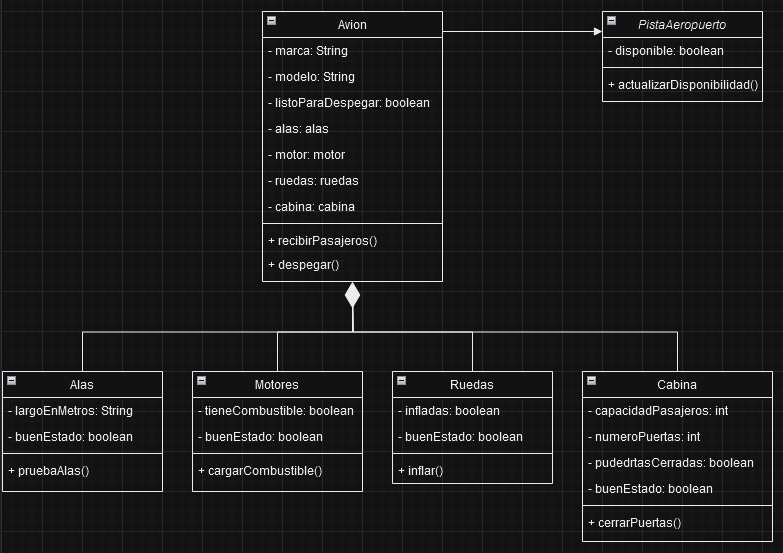 Avion
- marca: String
- modelo: String
- listoParaDespegar: boolean
- alas: alas
- motor: motor
- ruedas: ruedas
- cabina: cabina
+ recibirPasajeros()
+ despegar()
PistaAeropuerto
- disponible: boolean
+ actualizarDisponibilidad()
Alas
- largoEnMetros: String
- buenEstado: boolean
+ pruebaAlas()
Motores
- tieneCombustible: boolean
- buenEstado: boolean
+ cargarCombustible()
Ruedas
- infladas: boolean
- buenEstado: boolean
+ inflar()
Cabina
- capacidadPasajeros: int
- numeroPuertas: int
- pudedrtasCerradas: boolean
- buenEstado: boolean
+ cerrarPuertas()